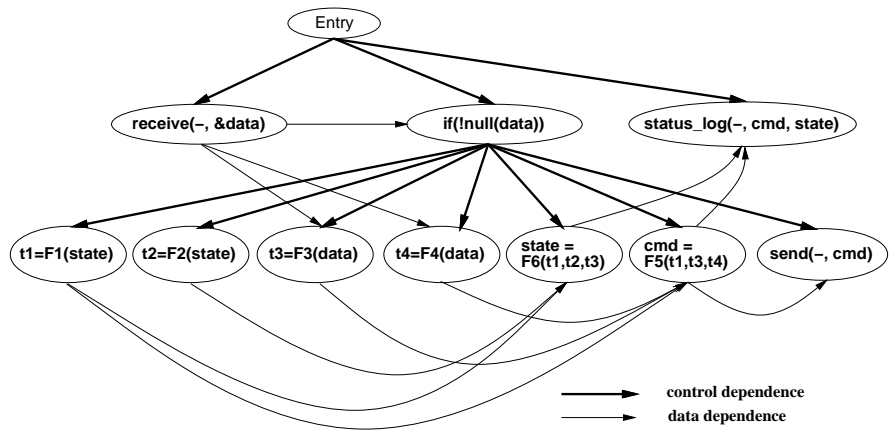 Entry
receive(–, &data)
if(!null(data))
status_log(–, cmd, state)
t1=F1(state)
t2=F2(state)
t3=F3(data)
t4=F4(data)
state =
F6(t1,t2,t3)
cmd =
F5(t1,t3,t4)
send(–, cmd)
control dependence
data dependence